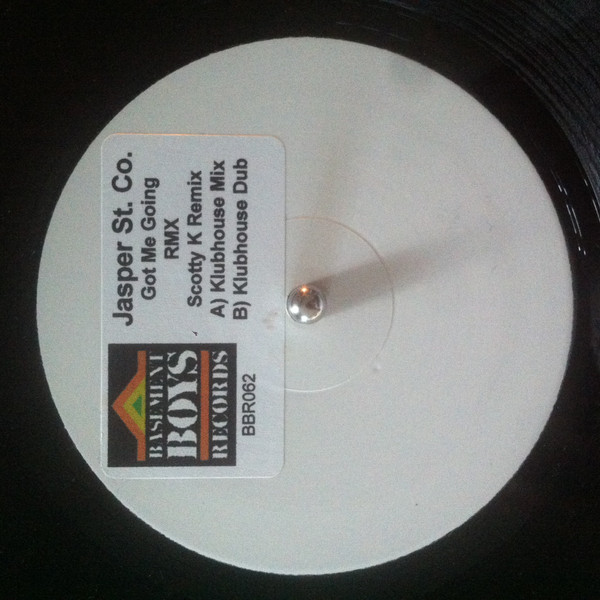 Jasper St. Co.
Got Me Going
RMX
Scotty K Remix
A) Klubhouse Mix
B) Klubhouse Dub
BASEMENT
BOYS
RECORDS
BBR062